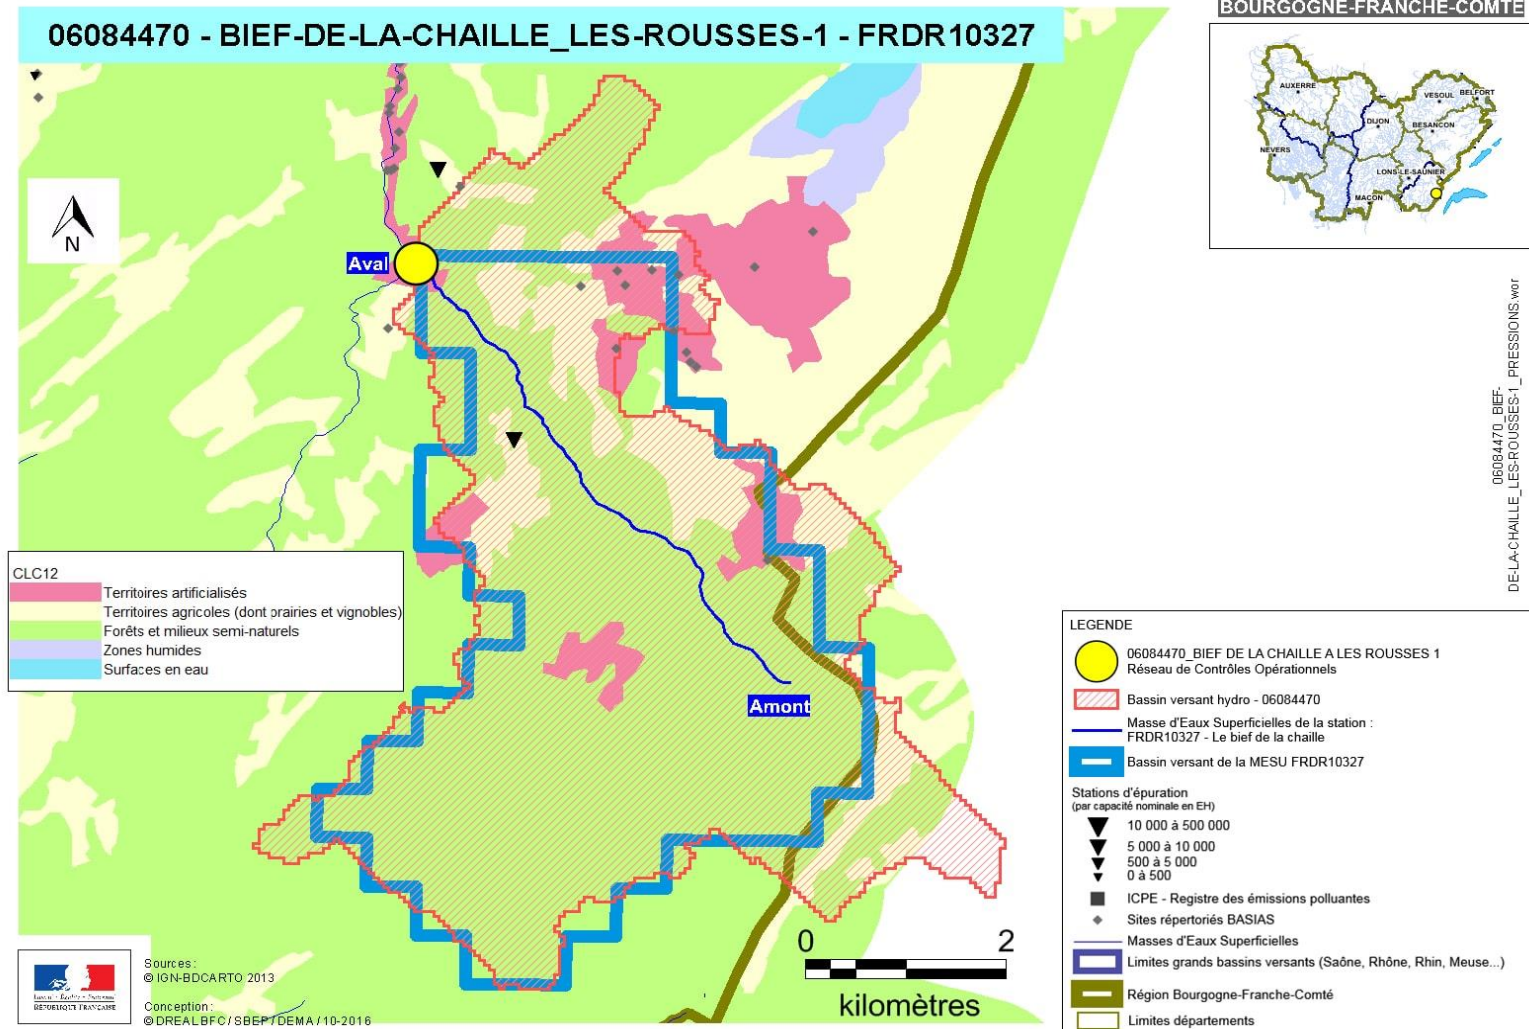 06084470 - BIEF-DE-LA-CHAILLE_LES-ROUSSES-1 - FRDR10327
BOURGOGNE-FRANCHE-COMTE
AUXERRE
VESOUL
BELFORT
DIJON
BESANCON
NEVERS
LONS-LE-SAUNIER
MACON
N
Aval
Amont
06084470_BIEF-
DE-LA-CHAILLE_LES-ROUSSES-1_PRESSIONS.wor
CLC12
Territoires artificialisés
Territoires agricoles (dont prairies et vignobles)
Forêts et milieux semi-naturels
Zones humides
Surfaces en eau
LEGENDE
06084470_BIEF DE LA CHAILLE A LES ROUSSES 1
Réseau de Contrôles Opérationnels
Bassin versant hydro - 06084470
Masse d'Eaux Superficielles de la station :
FRDR10327 - Le bief de la chaille
Bassin versant de la MESU FRDR10327
Stations d'épuration
(par capacité nominale en EH)
10 000 à 500 000
5 000 à 10 000
500 à 5 000
0 à 500
ICPE - Registre des émissions polluantes
Sites répertoriés BASIAS
Masses d'Eaux Superficielles
Limites grands bassins versants (Saône, Rhône, Rhin, Meuse...)
Région Bourgogne-Franche-Comté
Limites départements
0 2
kilomètres
Sources :
© IGN-BDCARTO 2013
Conception :
© DREAL BFC / SBEP / DEMA / 10-2016
RÉPUBLIQUE FRANÇAISE